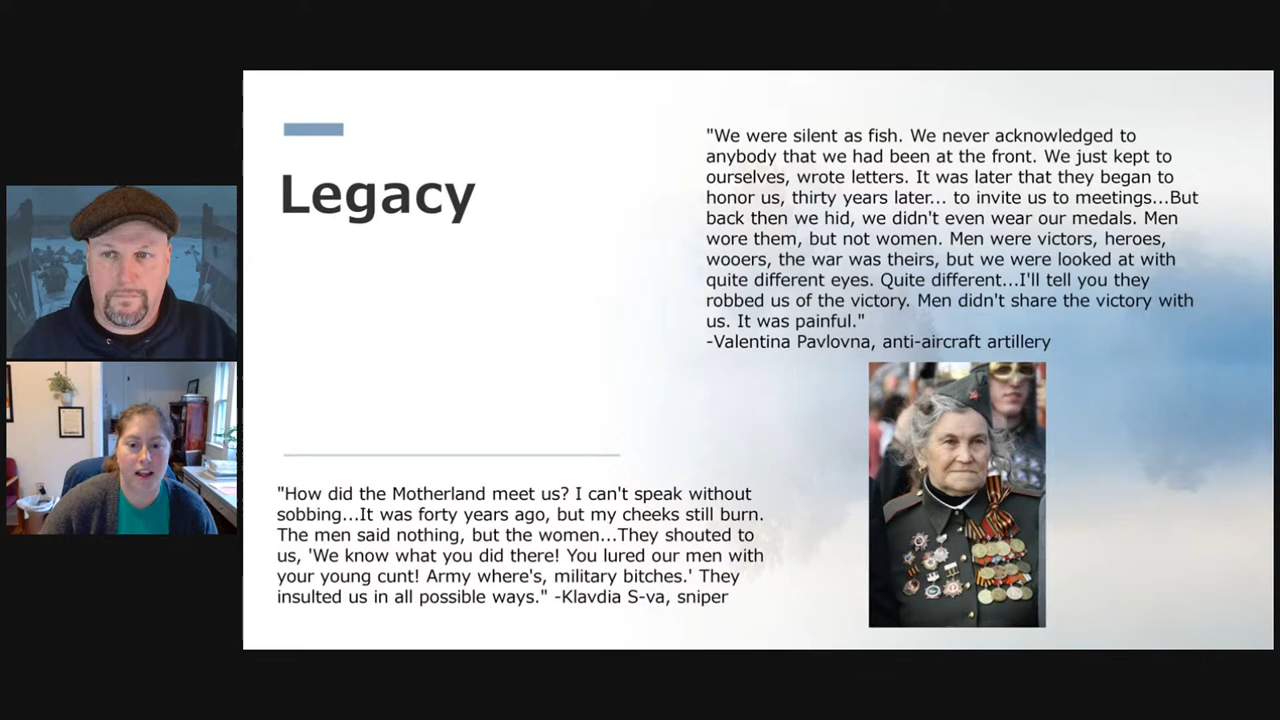 Legacy
"We were silent as fish. We never acknowledged to
anybody that we had been at the front. We just kept to
ourselves, wrote letters. It was later that they began to
honor us, thirty years later... to invite us to meetings...But
back then we hid, we didn't even wear our medals. Men
wore them, but not women. Men were victors, heroes,
wooers, the war was theirs, but we were looked at with
quite different eyes. Quite different...I'll tell you they
robbed us of the victory. Men didn't share the victory with
us. It was painful."
-Valentina Pavlovna, anti-aircraft artillery
"How did the Motherland meet us? I can't speak without
sobbing...It was forty years ago, but my cheeks still burn.
The men said nothing, but the women...They shouted to
us, 'We know what you did there! You lured our men with
your young cunt! Army where's, military bitches.' They
insulted us in all possible ways." -Klavdia S-va, sniper